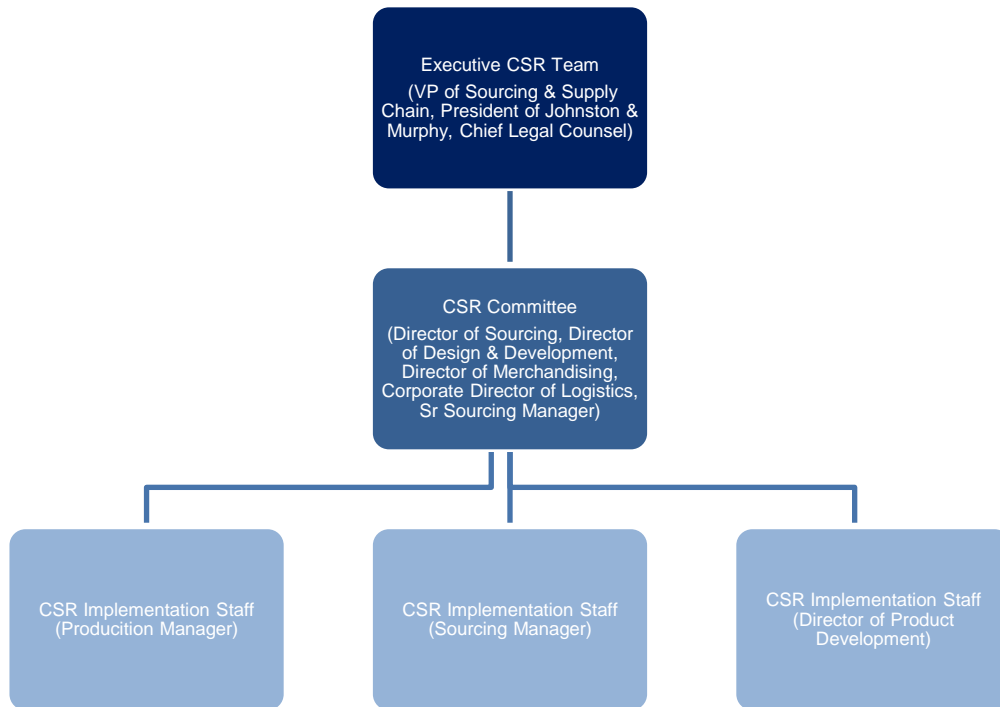 Executive CSR Team
(VP of Sourcing & Supply
Chain, President of Johnston &
Murphy, Chief Legal Counsel)
CSR Committee
(Director of Sourcing, Director
of Design & Development,
Director of Merchandising,
Corporate Director of Logistics,
Sr Sourcing Manager)
CSR Implementation Staff
(Producition Manager)
CSR Implementation Staff
(Sourcing Manager)
CSR Implementation Staff
(Director of Product
Development)